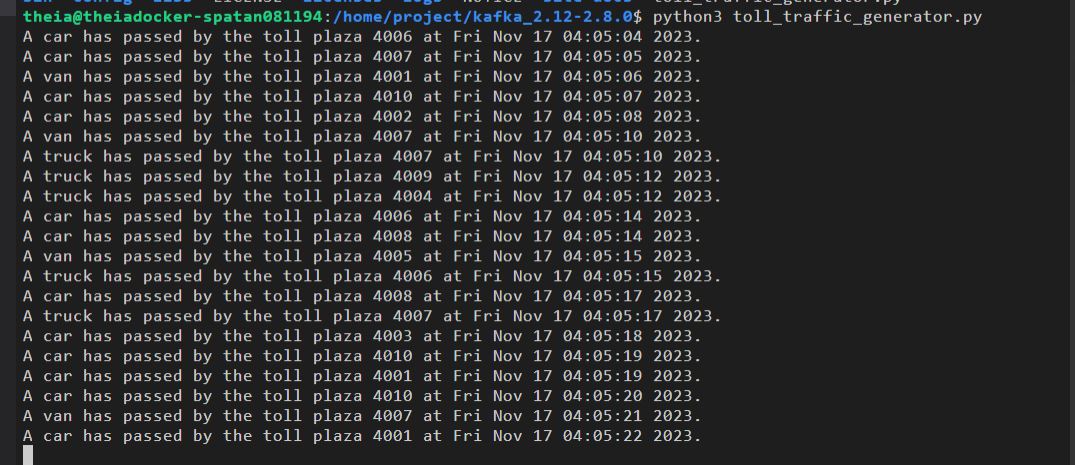 theia@theiadocker-spatan081194:/home/project/kafka_2.12-2.8.0$ python3 toll_traffic_generator.py
A car has passed by the toll plaza 4006 at Fri Nov 17 04:05:04 2023.
A car has passed by the toll plaza 4007 at Fri Nov 17 04:05:05 2023.
A van has passed by the toll plaza 4001 at Fri Nov 17 04:05:06 2023.
A car has passed by the toll plaza 4010 at Fri Nov 17 04:05:07 2023.
A car has passed by the toll plaza 4002 at Fri Nov 17 04:05:08 2023.
A van has passed by the toll plaza 4007 at Fri Nov 17 04:05:10 2023.
A truck has passed by the toll plaza 4007 at Fri Nov 17 04:05:10 2023.
A truck has passed by the toll plaza 4009 at Fri Nov 17 04:05:12 2023.
A truck has passed by the toll plaza 4004 at Fri Nov 17 04:05:12 2023.
A car has passed by the toll plaza 4006 at Fri Nov 17 04:05:14 2023.
A car has passed by the toll plaza 4008 at Fri Nov 17 04:05:14 2023.
A van has passed by the toll plaza 4005 at Fri Nov 17 04:05:15 2023.
A truck has passed by the toll plaza 4006 at Fri Nov 17 04:05:15 2023.
A car has passed by the toll plaza 4008 at Fri Nov 17 04:05:17 2023.
A truck has passed by the toll plaza 4007 at Fri Nov 17 04:05:17 2023.
A car has passed by the toll plaza 4003 at Fri Nov 17 04:05:18 2023.
A car has passed by the toll plaza 4010 at Fri Nov 17 04:05:19 2023.
A car has passed by the toll plaza 4001 at Fri Nov 17 04:05:19 2023.
A car has passed by the toll plaza 4010 at Fri Nov 17 04:05:20 2023.
A van has passed by the toll plaza 4007 at Fri Nov 17 04:05:21 2023.
A car has passed by the toll plaza 4001 at Fri Nov 17 04:05:22 2023.